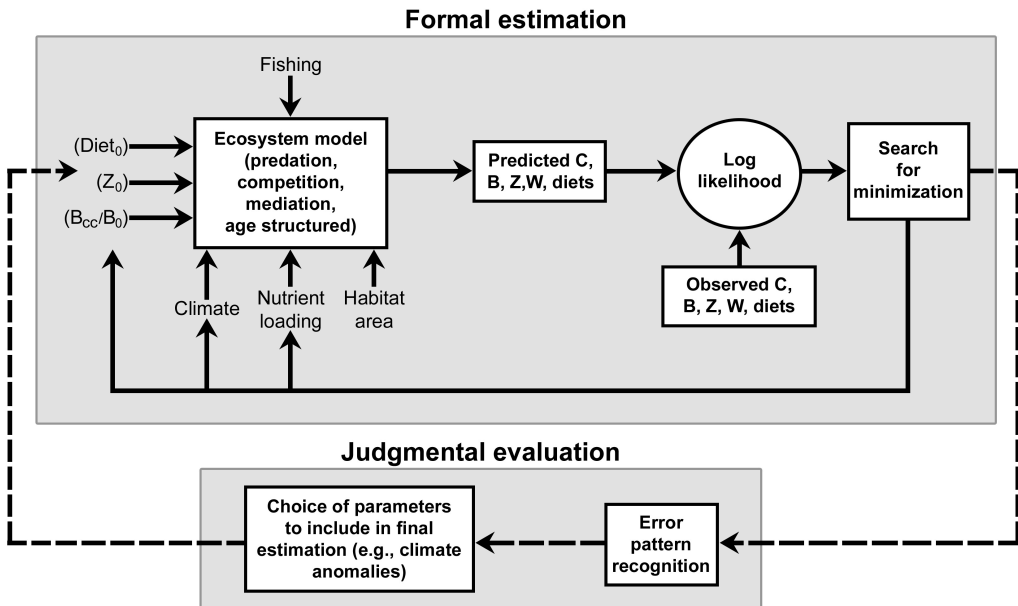 Formal estimation
Fishing
(Diet₀)
(Z₀)
(B_cc/B₀)
Ecosystem model
(predation,
competition,
mediation,
age structured)
Climate
Nutrient
loading
Habitat
area
Predicted C,
B, Z,W, diets
Log
likelihood
Observed C,
B, Z, W, diets
Search
for
minimization
Judgmental evaluation
Choice of parameters
to include in final
estimation (e.g., climate
anomalies)
Error
pattern
recognition